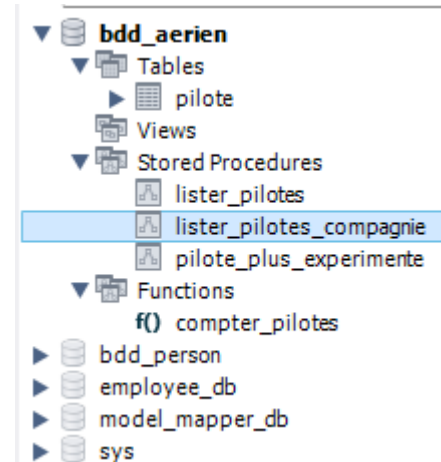 bdd_aerien
Tables
pilote
Views
Stored Procedures
lister_pilotes
lister_pilotes_compagnie
pilote_plus_experimente
Functions
f() compter_pilotes
bdd_person
employee_db
model_mapper_db
sys